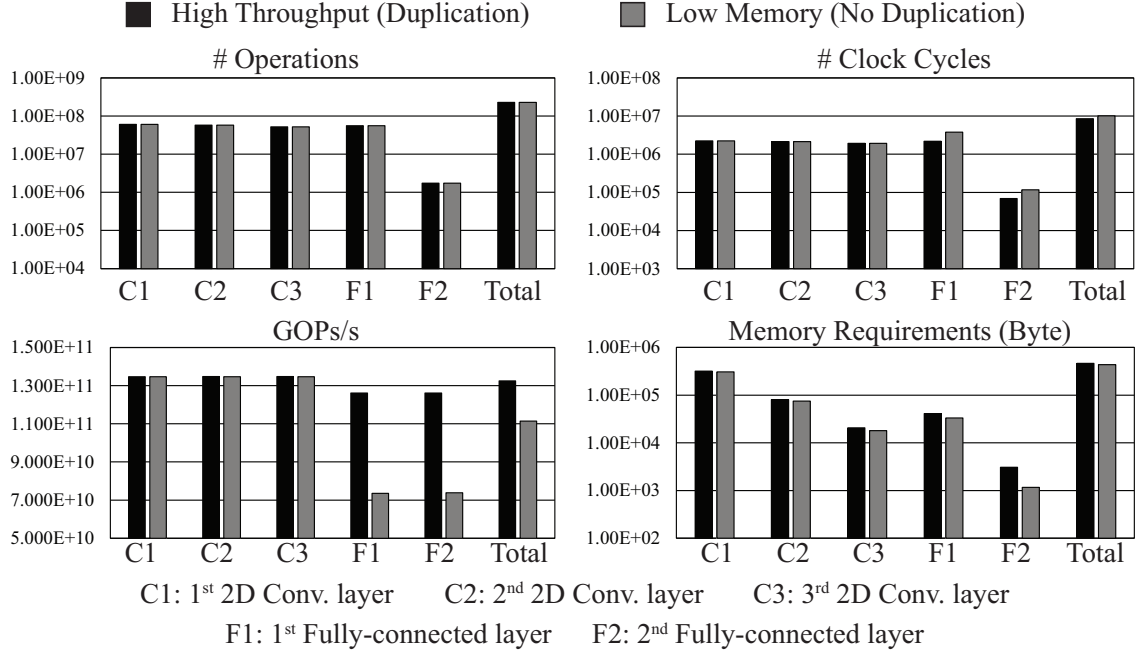 High Throughput (Duplication) Low Memory (No Duplication)
# Operations
1.00E+09
1.00E+08
1.00E+07
1.00E+06
1.00E+05
1.00E+04
C1 C2 C3 F1 F2 Total
# Clock Cycles
1.00E+08
1.00E+07
1.00E+06
1.00E+05
1.00E+04
1.00E+03
C1 C2 C3 F1 F2 Total
GOPs/s
1.500E+11
1.300E+11
1.100E+11
9.000E+10
7.000E+10
5.000E+10
C1 C2 C3 F1 F2 Total
Memory Requirements (Byte)
1.00E+06
1.00E+05
1.00E+04
1.00E+03
1.00E+02
C1 C2 C3 F1 F2 Total
C1: 1st 2D Conv. layer C2: 2nd 2D Conv. layer C3: 3rd 2D Conv. layer
F1: 1st Fully-connected layer F2: 2nd Fully-connected layer